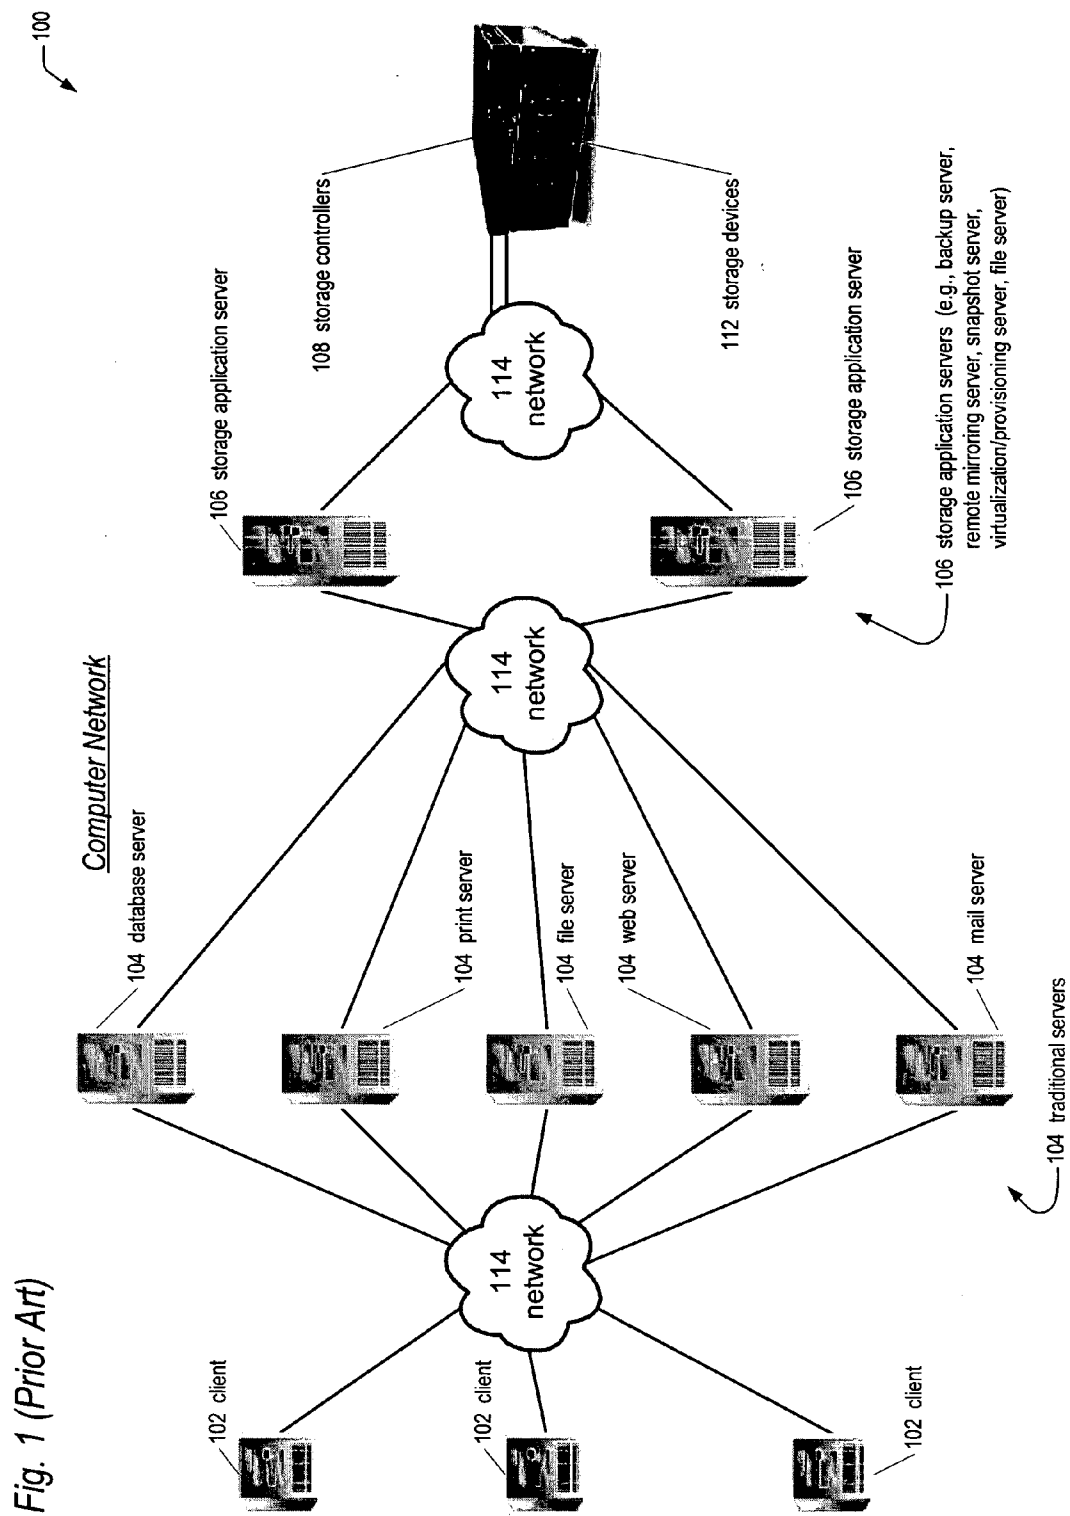 Fig. 1 (Prior Art)
Computer Network
100
102 client
102 client
102 client
114
network
104 database server
104 print server
104 file server
104 web server
104 mail server
104 traditional servers
114
network
106 storage application server
106 storage application server
106 storage application servers (e.g., backup server,
remote mirroring server, snapshot server,
virtualization/provisioning server, file server)
114
network
108 storage controllers
112 storage devices